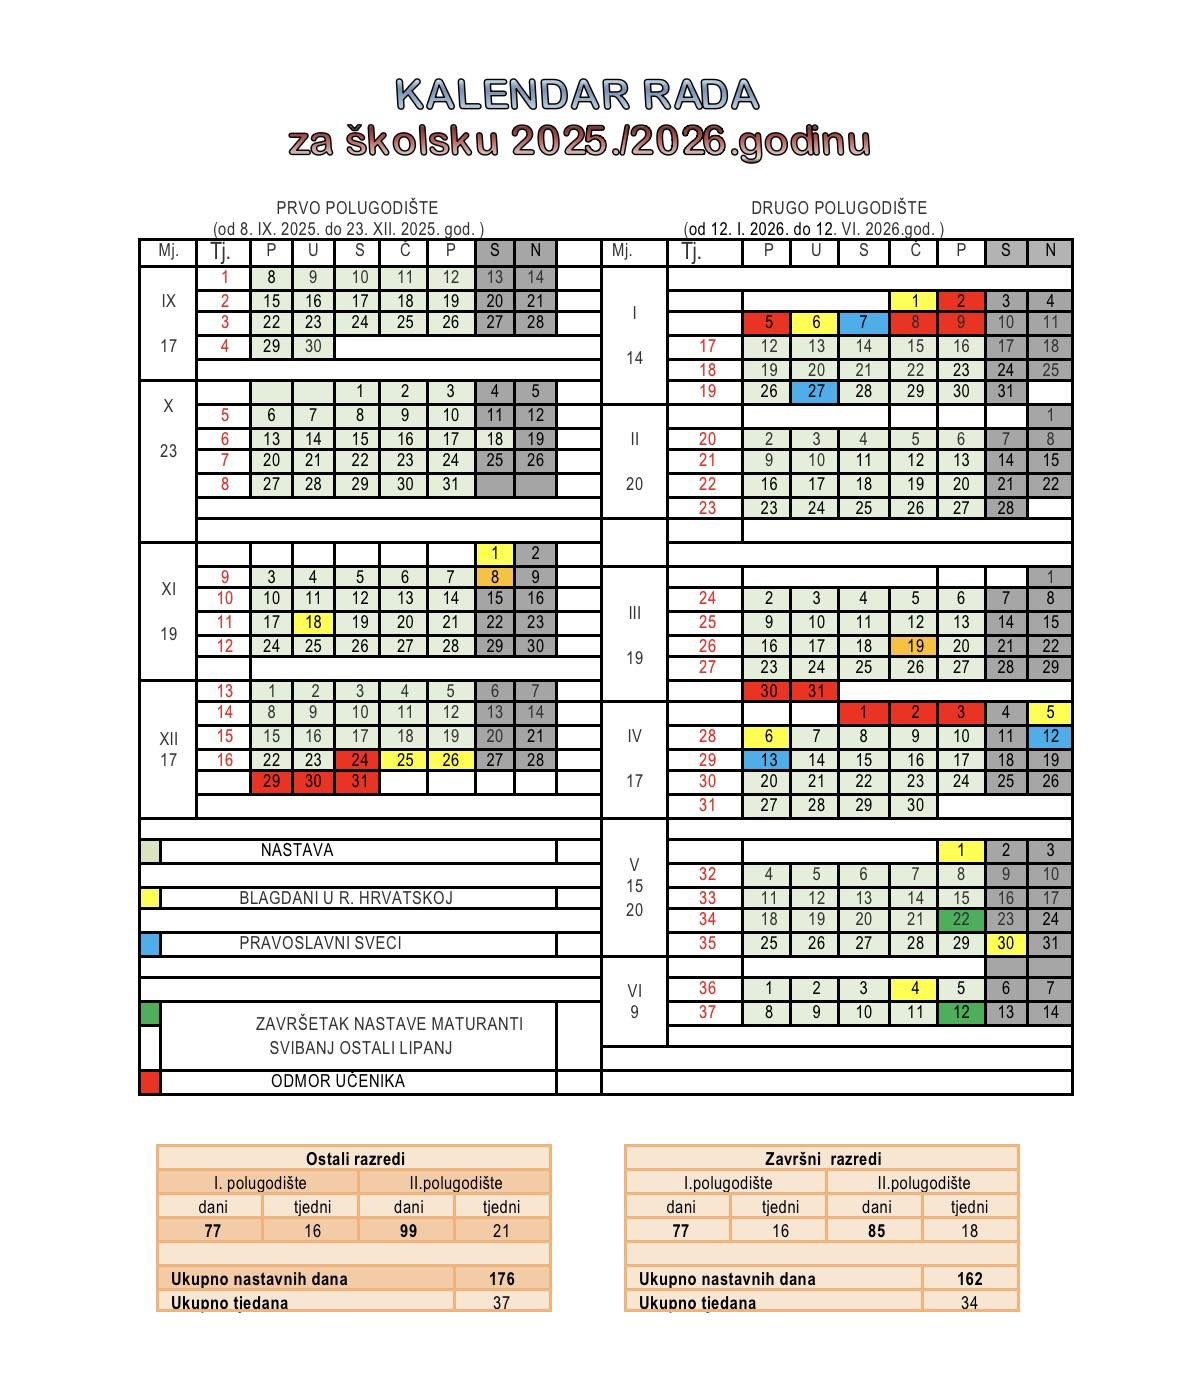 KALENDAR RADA
za školsku 2025./2026.godinu
PRVO POLUGODIŠTE
(od 8. IX. 2025. do 23. XII. 2025. god. )
Mj. Tj. P U S Č P S N
IX
17
1 8 9 10 11 12 13 14
2 15 16 17 18 19 20 21
3 22 23 24 25 26 27 28
4 29 30
X
23
1 2 3 4 5
5 6 7 8 9 10 11 12
6 13 14 15 16 17 18 19
7 20 21 22 23 24 25 26
8 27 28 29 30 31
XI
19
1 2
9 3 4 5 6 7 8 9
10 10 11 12 13 14 15 16
11 17 18 19 20 21 22 23
12 24 25 26 27 28 29 30
XII
17
13 1 2 3 4 5 6 7
14 8 9 10 11 12 13 14
15 15 16 17 18 19 20 21
16 22 23 24 25 26 27 28
29 30 31
NASTAVA
BLAGDANI U R. HRVATSKOJ
PRAVOSLAVNI SVECI
ZAVRŠETAK NASTAVE MATURANTI
SVIBANJ OSTALI LIPANJ
ODMOR UČENIKA
DRUGO POLUGODIŠTE
(od 12. I. 2026. do 12. VI. 2026.god. )
Mj. Tj. P U S Č P S N
I
14
1 2 3 4
5 6 7 8 9 10 11
17 12 13 14 15 16 17 18
18 19 20 21 22 23 24 25
19 26 27 28 29 30 31
II
20
1
20 2 3 4 5 6 7 8
21 9 10 11 12 13 14 15
22 16 17 18 19 20 21 22
23 23 24 25 26 27 28
III
19
1
24 2 3 4 5 6 7 8
25 9 10 11 12 13 14 15
26 16 17 18 19 20 21 22
27 23 24 25 26 27 28 29
30 31
IV
17
1 2 3 4 5
28 6 7 8 9 10 11 12
29 13 14 15 16 17 18 19
30 20 21 22 23 24 25 26
31 27 28 29 30
V
15
20
1 2 3
32 4 5 6 7 8 9 10
33 11 12 13 14 15 16 17
34 18 19 20 21 22 23 24
35 25 26 27 28 29 30 31
VI
9
36 1 2 3 4 5 6 7
37 8 9 10 11 12 13 14
Ostali razredi
I. polugodište II.polugodište
dani tjedni dani tjedni
77 16 99 21
Ukupno nastavnih dana 176
Ukupno tjedana 37
Završni razredi
I.polugodište II.polugodište
dani tjedni dani tjedni
77 16 85 18
Ukupno nastavnih dana 162
Ukupno tjedana 34